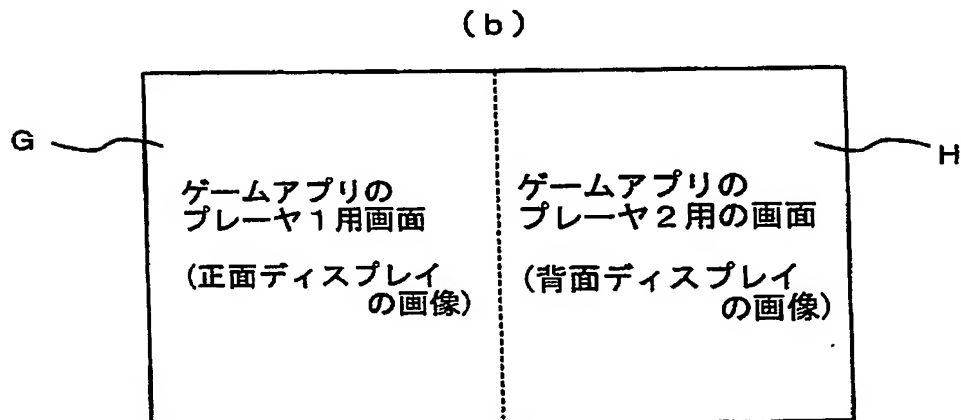 (b)
G
H
ゲームアプリの
プレーヤ1用画面
(正面ディスプレイ
の画像)
ゲームアプリの
プレーヤ2用の画面
(背面ディスプレイ
の画像)